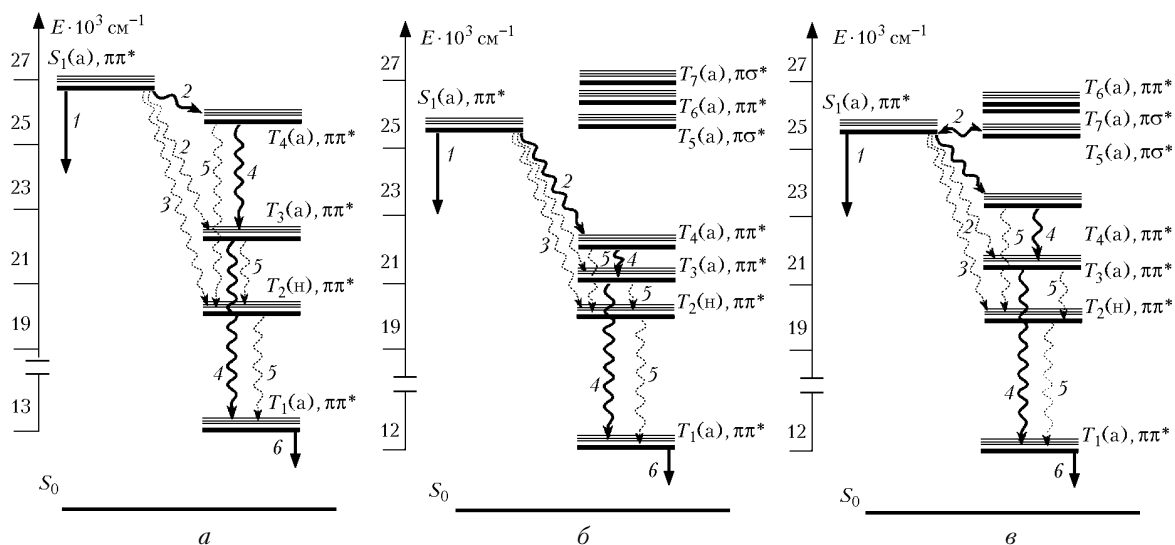 E · 10³ см⁻¹
27
S₁(а), ππ*
2
1
25
T₄(а), ππ*
2
5
4
23
3
T₃(а), ππ*
21
5
T₂(н), ππ*
19
4
5
13
T₁(а), ππ*
6
S₀
а
E · 10³ см⁻¹
27
T₇(а), πσ*
S₁(а), ππ*
T₆(а), ππ*
25
T₅(а), πσ*
1
2
23
3
T₄(а), ππ*
5
4
21
T₃(а), ππ*
5
T₂(н), ππ*
19
4
5
12
T₁(а), ππ*
6
S₀
б
E · 10³ см⁻¹
27
T₆(а), ππ*
S₁(а), ππ*
2
T₇(а), πσ*
25
1
T₅(а), πσ*
2
23
2
5
4
T₄(а), ππ*
3
21
T₃(а), ππ*
5
T₂(н), ππ*
19
4
5
12
T₁(а), ππ*
6
S₀
в